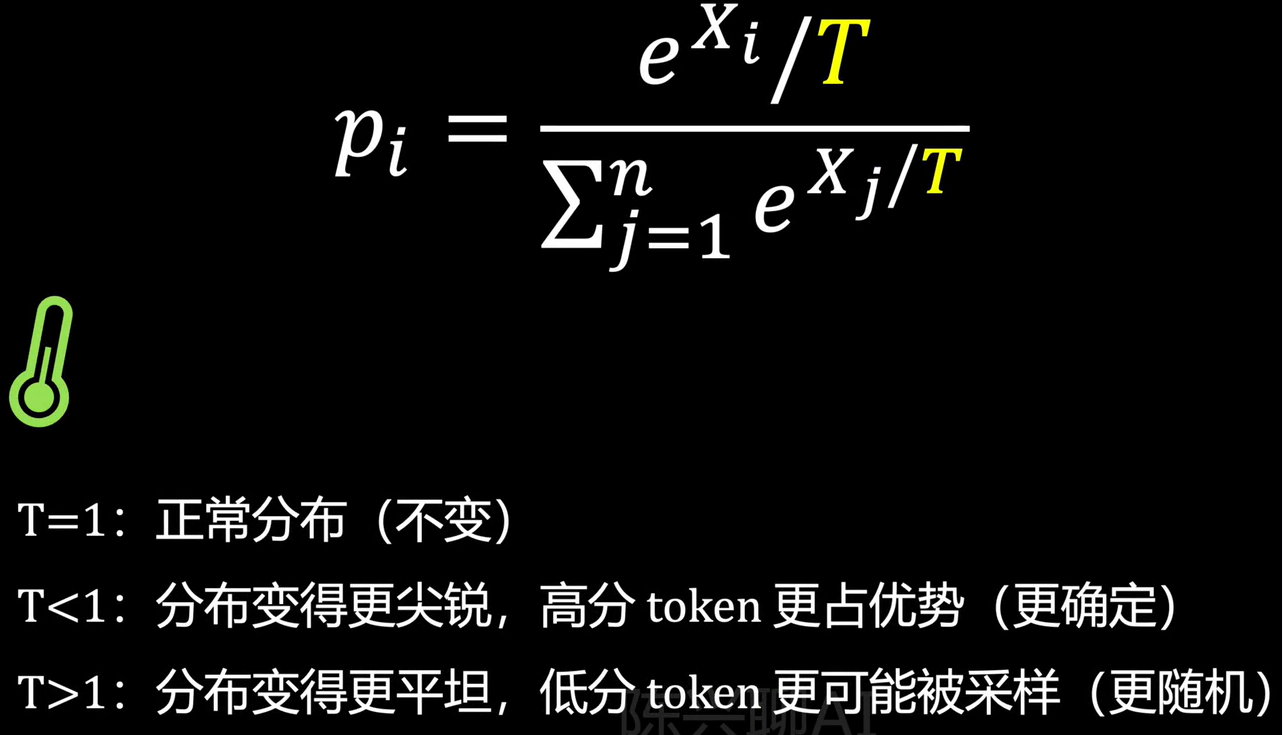 p_i = \frac{e^{X_i}/T}{\sum_{j=1}^{n} e^{X_j/T}}
T=1：正常分布（不变）
T<1：分布变得更尖锐，高分 token 更占优势（更确定）
T>1：分布变得更平坦，低分 token 更可能被采样（更随机）